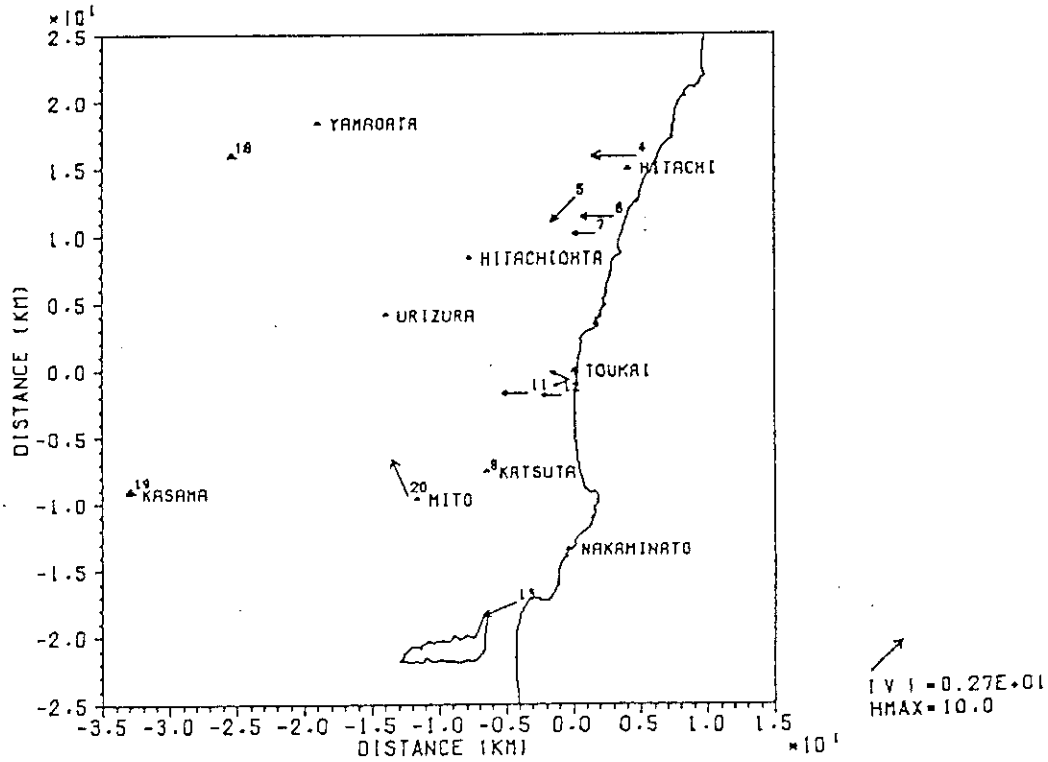 *10¹
2.5
2.0
YAMAOATA
18
4
1.5
HITACHI
5
6
1.0
7
HITACHIOHTA
0.5
URIZURA
DISTANCE (KM)
0.0
TOUKAI
11 12
-0.5
8 KATSUTA
19 KASAMA
20 MITO
-1.0
NAKAMINATO
-1.5
13
-2.0
-2.5
-3.5 -3.0 -2.5 -2.0 -1.5 -1.0 -0.5 0.0 0.5 1.0 1.5
DISTANCE (KM)
*10¹
(V)=0.27E+01
HMAX=10.0